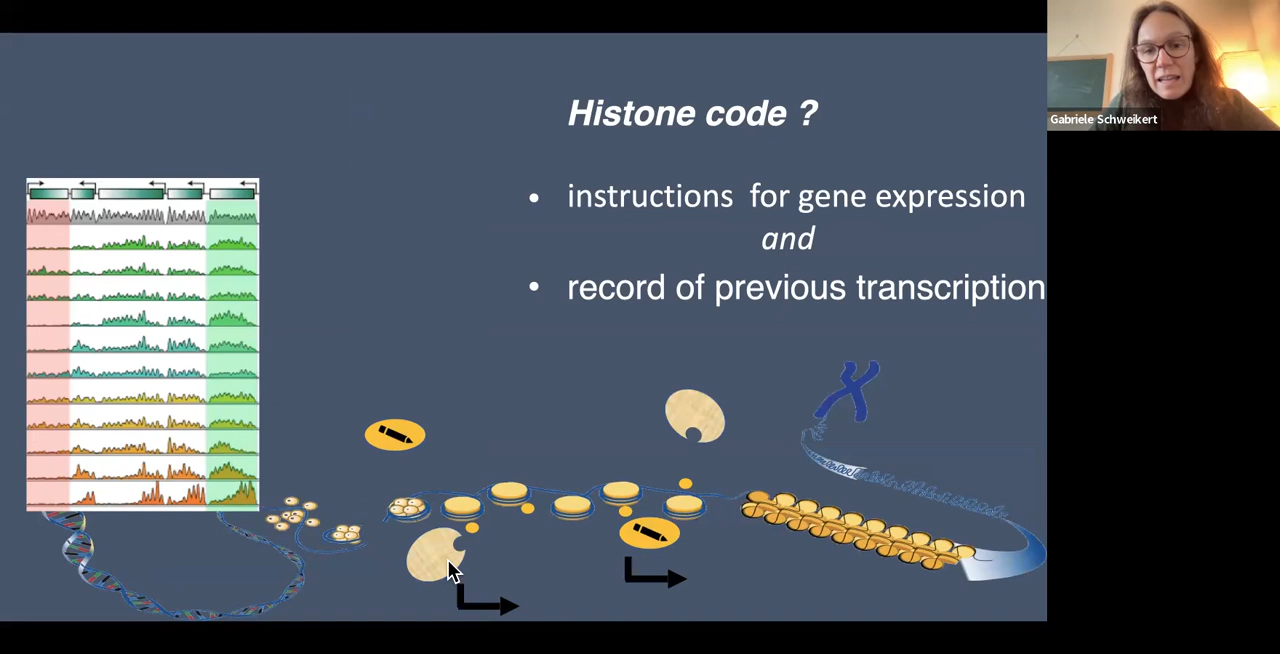 Histone code ?
• instructions for gene expression
and
• record of previous transcription
Gabriele Schweikert